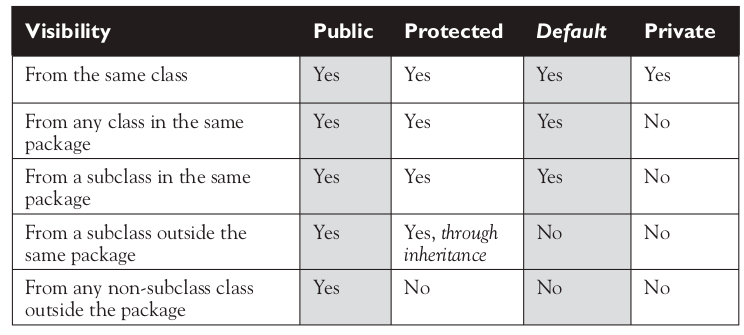 Visibility Public Protected Default Private
From the same class Yes Yes Yes Yes
From any class in the same Yes Yes Yes No
package
From a subclass in the same Yes Yes Yes No
package
From a subclass outside the Yes Yes, through No No
same package inheritance
From any non-subclass class Yes No No No
outside the package